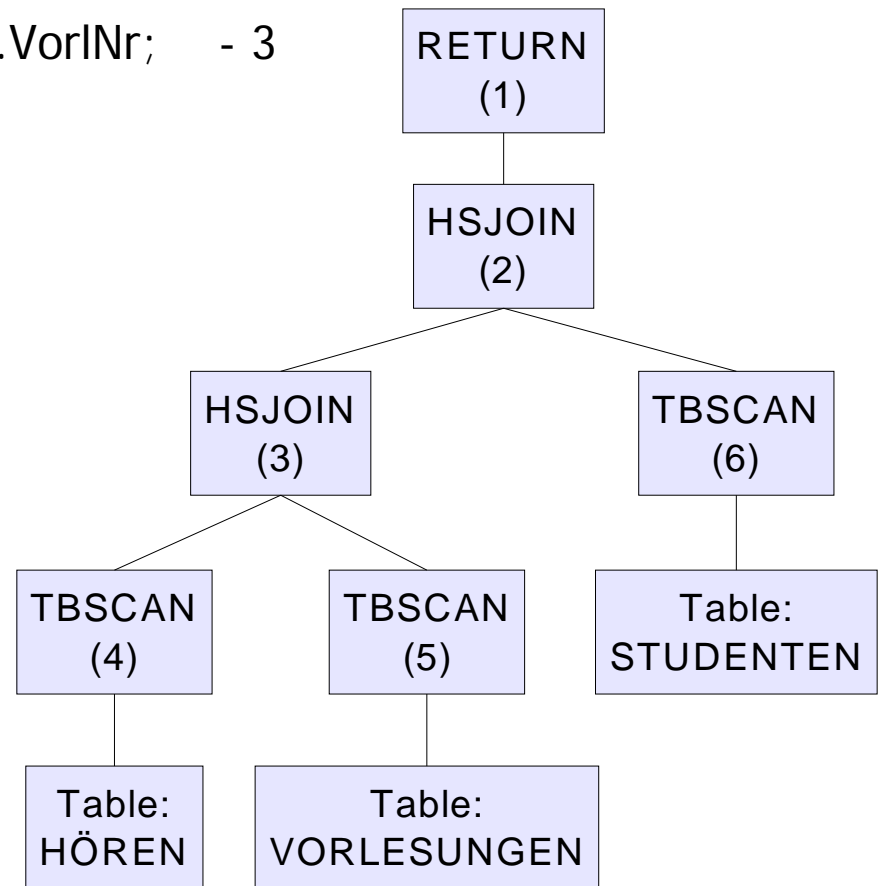 .VorlNr; - 3
RETURN
(1)
HSJOIN
(2)
HSJOIN
(3)
TBSCAN
(6)
TBSCAN
(4)
TBSCAN
(5)
Table:
STUDENTEN
Table:
HÖREN
Table:
VORLESUNGEN